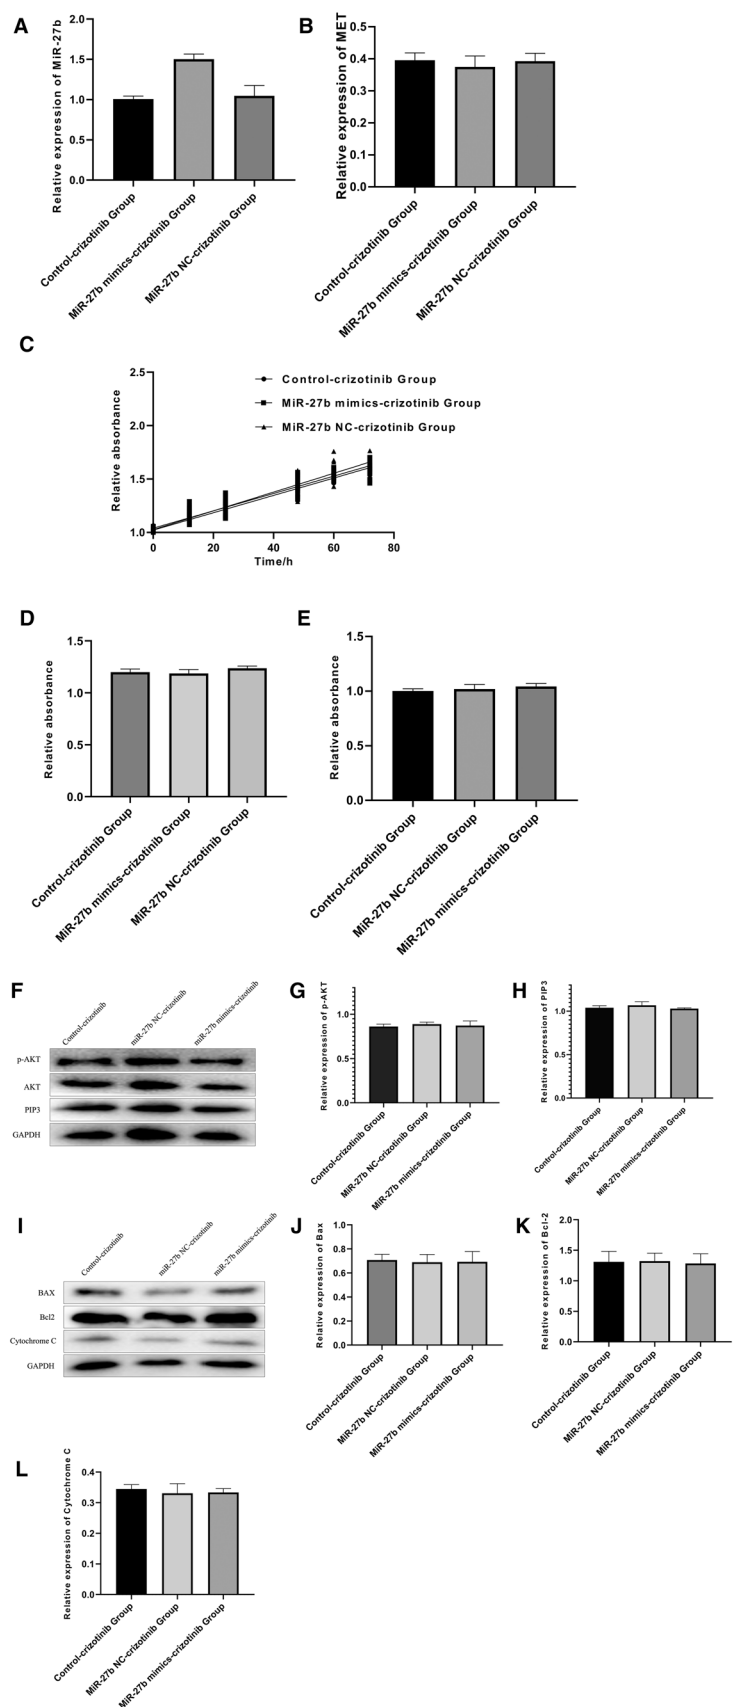 A
Relative expression of MiR-27b
2.0
1.5
1.0
0.5
0.0
Control-crizotinib Group
MiR-27b mimics-crizotinib Group
MiR-27b NC-crizotinib Group
B
Relative expression of MET
0.5
0.4
0.3
0.2
0.1
0.0
Control-crizotinib Group
MiR-27b mimics-crizotinib Group
MiR-27b NC-crizotinib Group
C
Relative absorbance
2.5
2.0
1.5
1.0
0
20
40
60
80
Time/h
Control-crizotinib Group
MiR-27b mimics-crizotinib Group
MiR-27b NC-crizotinib Group
D
Relative absorbance
1.5
1.0
0.5
0.0
Control-crizotinib Group
MiR-27b mimics-crizotinib Group
MiR-27b NC-crizotinib Group
E
Relative absorbance
1.5
1.0
0.5
0.0
Control-crizotinib Group
MiR-27b NC-crizotinib Group
MiR-27b mimics-crizotinib Group
F
Control-crizotinib
miR-27b NC-crizotinib
miR-27b mimics-crizotinib
p-AKT
AKT
PIP3
GAPDH
G
Relative expression of p-AKT
1.0
0.5
0.0
Control-crizotinib Group
MiR-27b NC-crizotinib Group
MiR-27b mimics-crizotinib Group
H
Relative expression of PIP3
1.0
0.5
0.0
Control-crizotinib Group
MiR-27b NC-crizotinib Group
MiR-27b mimics-crizotinib Group
I
Control-crizotinib
miR-27b NC-crizotinib
miR-27b mimics-crizotinib
BAX
Bcl2
Cytochrome C
GAPDH
J
Relative expression of Bax
1.0
0.8
0.6
0.4
0.2
0.0
Control-crizotinib Group
MiR-27b NC-crizotinib Group
MiR-27b mimics-crizotinib Group
K
Relative expression of Bcl-2
2.0
1.5
1.0
0.5
0.0
Control-crizotinib Group
MiR-27b NC-crizotinib Group
MiR-27b mimics-crizotinib Group
L
Relative expression of Cytochrome C
0.4
0.3
0.2
0.1
0.0
Control-crizotinib Group
MiR-27b NC-crizotinib Group
MiR-27b mimics-crizotinib Group